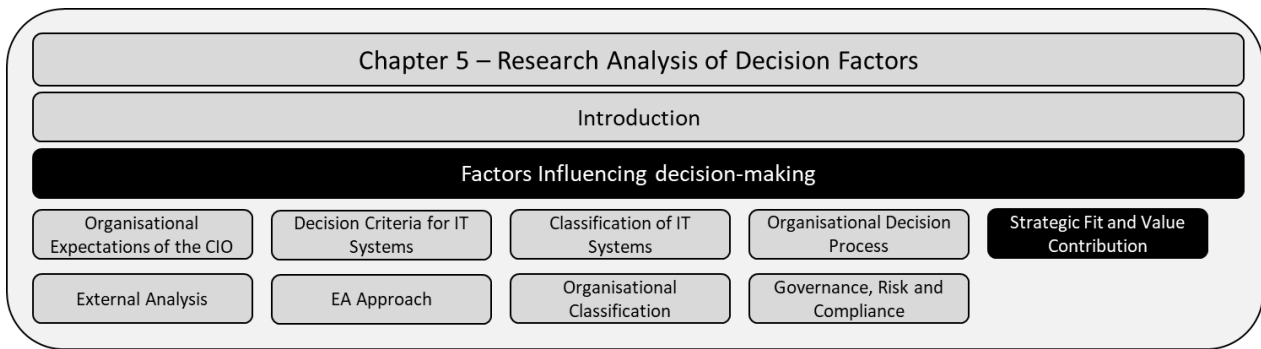 Chapter 5 – Research Analysis of Decision Factors
Introduction
Factors Influencing decision-making
Organisational
Expectations of the CIO
Decision Criteria for IT
Systems
Classification of IT
Systems
Organisational Decision
Process
Strategic Fit and Value
Contribution
External Analysis
EA Approach
Organisational
Classification
Governance, Risk and
Compliance